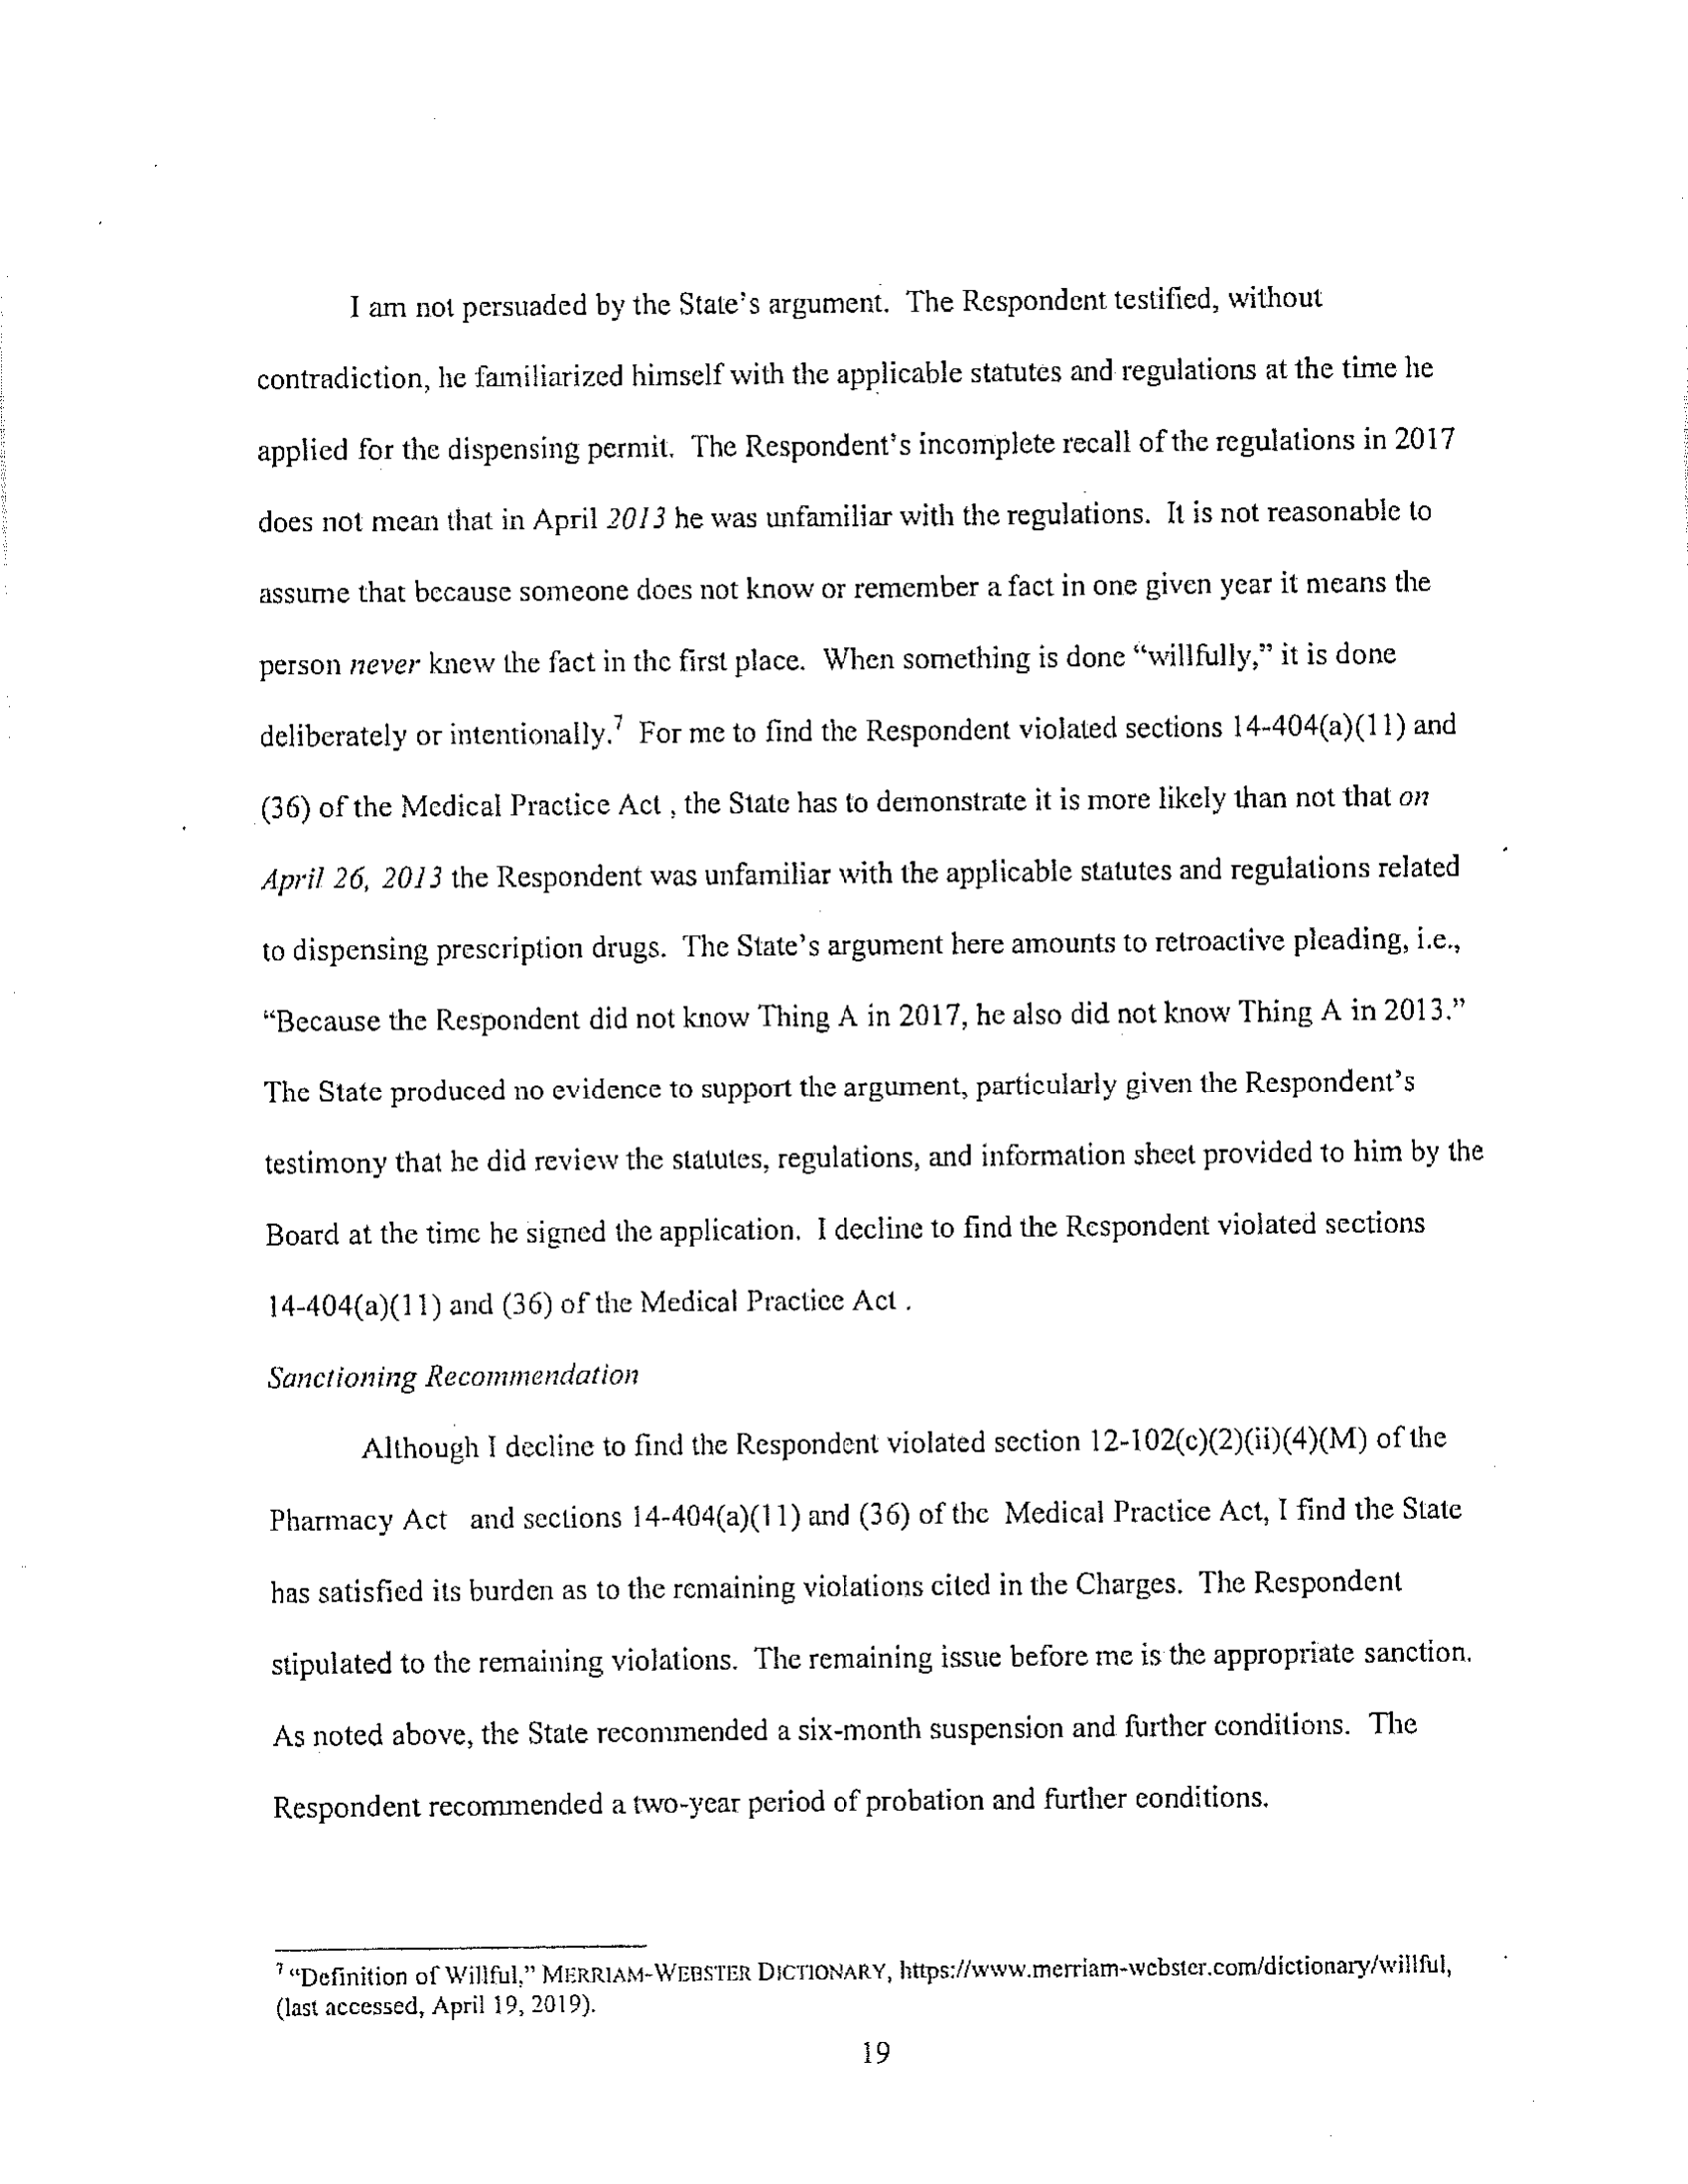 I am not persuaded by the State's argument. The Respondent testified, without
contradiction, he familiarized himself with the applicable statutes and regulations at the time he
applied for the dispensing permit. The Respondent's incomplete recall of the regulations in 2017
does not mean that in April 2013 he was unfamiliar with the regulations. It is not reasonable to
assume that because someone does not know or remember a fact in one given year it means the
person never knew the fact in the first place. When something is done “willfully,” it is done
deliberately or intentionally.7 For me to find the Respondent violated sections 14-404(a)(11) and
(36) of the Medical Practice Act , the State has to demonstrate it is more likely than not that on
April 26, 2013 the Respondent was unfamiliar with the applicable statutes and regulations related
to dispensing prescription drugs. The State's argument here amounts to retroactive pleading, i.e.,
“Because the Respondent did not know Thing A in 2017, he also did not know Thing A in 2013.”
The State produced no evidence to support the argument, particularly given the Respondent's
testimony that he did review the statutes, regulations, and information sheet provided to him by the
Board at the time he signed the application. I decline to find the Respondent violated sections
14-404(a)(11) and (36) of the Medical Practice Act .
Sanctioning Recommendation
Although I decline to find the Respondent violated section 12-102(c)(2)(ii)(4)(M) of the
Pharmacy Act and sections 14-404(a)(11) and (36) of the Medical Practice Act, I find the State
has satisfied its burden as to the remaining violations cited in the Charges. The Respondent
stipulated to the remaining violations. The remaining issue before me is the appropriate sanction.
As noted above, the State recommended a six-month suspension and further conditions. The
Respondent recommended a two-year period of probation and further conditions.
7 “Definition of Willful,” MERRIAM-WEBSTER DICTIONARY, https://www.merriam-webster.com/dictionary/willful,
(last accessed, April 19, 2019).
19